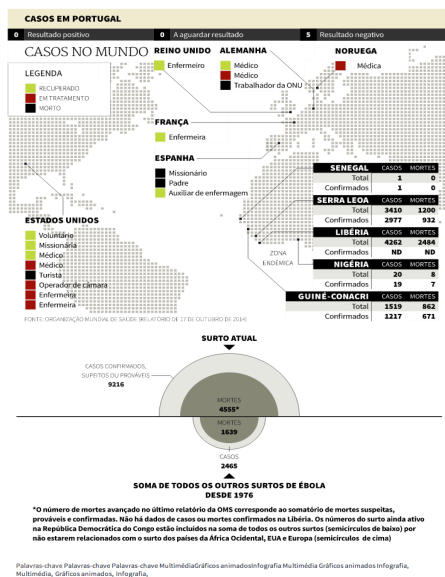 CASOS EM PORTUGAL
0 Resultado positivo 0 A aguardar resultado 5 Resultado negativo
CASOS NO MUNDO
LEGENDA
RECUPERADO
EM TRATAMENTO
MORTO
REINO UNIDO
Enfermeiro
ALEMANHA
Médico
Médico
Trabalhador da ONU
NORUEGA
Médica
FRANÇA
Enfermeira
ESPANHA
Missionário
Padre
Auxiliar de enfermagem
ESTADOS UNIDOS
Voluntário
Missionária
Médico
Médico
Turista
Operador de câmara
Enfermeira
Enfermeira
ZONA
ENDÉMICA
SENEGAL CASOS MORTES
Total 1 0
Confirmados 1 0
SERRA LEOA CASOS MORTES
Total 3410 1200
Confirmados 2977 932
LIBÉRIA CASOS MORTES
Total 4262 2484
Confirmados ND ND
NIGÉRIA CASOS MORTES
Total 20 8
Confirmados 19 7
GUINÉ-CONACRI CASOS MORTES
Total 1519 862
Confirmados 1217 671
FONTE: ORGANIZAÇÃO MUNDIAL DE SAÚDE (RELATÓRIO DE 17 DE OUTUBRO DE 2014)
SURTO ATUAL
CASOS CONFIRMADOS,
SUPEITOS OU PROVÁVEIS
9216
MORTES
4555*
MORTES
1639
CASOS
2465
SOMA DE TODOS OS OUTROS SURTOS DE ÉBOLA
DESDE 1976
*O número de mortes avançado no último relatório da OMS corresponde ao somatório de mortes suspeitas,
prováveis e confirmadas. Não há dados de casos ou mortes confirmados na Libéria. Os números do surto ainda ativo
na República Democrática do Congo estão incluídos na soma de todos os outros surtos (semicírculos de baixo) por
não estarem relacionados com o surto des países da África Ocidental, EUA e Europa (semicírculos de cima)
Palavras-chave Palavras-chave Palavras-chave MultimédiaGráficos animadosInfografia Multimédia Gráficos animados Infografia,
Multimédia, Gráficos animados, Infografia,